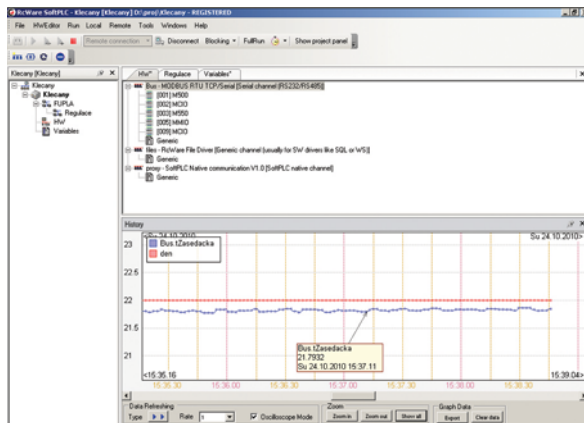 RcWare SoftPLC - Klecany [Klecany] D:\proj\Klecany - REGISTERED
File HWEditor Run Local Remote Tools Windows Help
Remote connection Disconnect Blocking FullRun Show project panel
Klecany [Klecany]
Klecany
Klecany
FUPLA
Regulace
HW
Variables
HW* Regulace Variables*
Bus - MODBUS RTU TCP/Serial [Serial channel (RS232/RS485)]
[001] M500
[002] MCIO
[003] M550
[005] MMIO
[009] MCIO
Generic
files - RcWare File Driver [Generic channel (usually for SW drivers like SQL or WS)]
Generic
proxy - SoftPLC Native communication V1.0 [SoftPLC native channel]
Generic
History
<Su 24.10.2010 Su 24.10.2010>
Bus.tZasedacka
den
23
22.5
22
21.5
21
Bus.tZasedacka
21.7932
Su 24.10.2010 15:37.11
<15:35.16 15:39.04>
15:35.30 15:36.00 15:36.30 15:37.00 15:37.30 15:38.00 15:38.30
Data Refreshing Zoom Graph Data
Type Rate 1 Oscilloscope Mode Zoom in Zoom out Show all Export Clear data